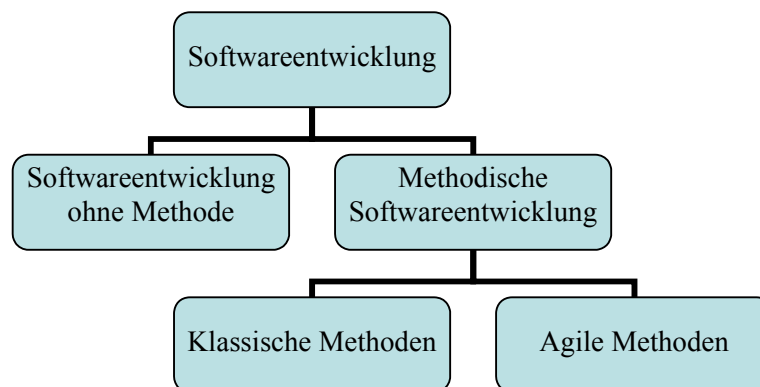 Softwareentwicklung
Softwareentwicklung
ohne Methode
Methodische
Softwareentwicklung
Klassische Methoden
Agile Methoden